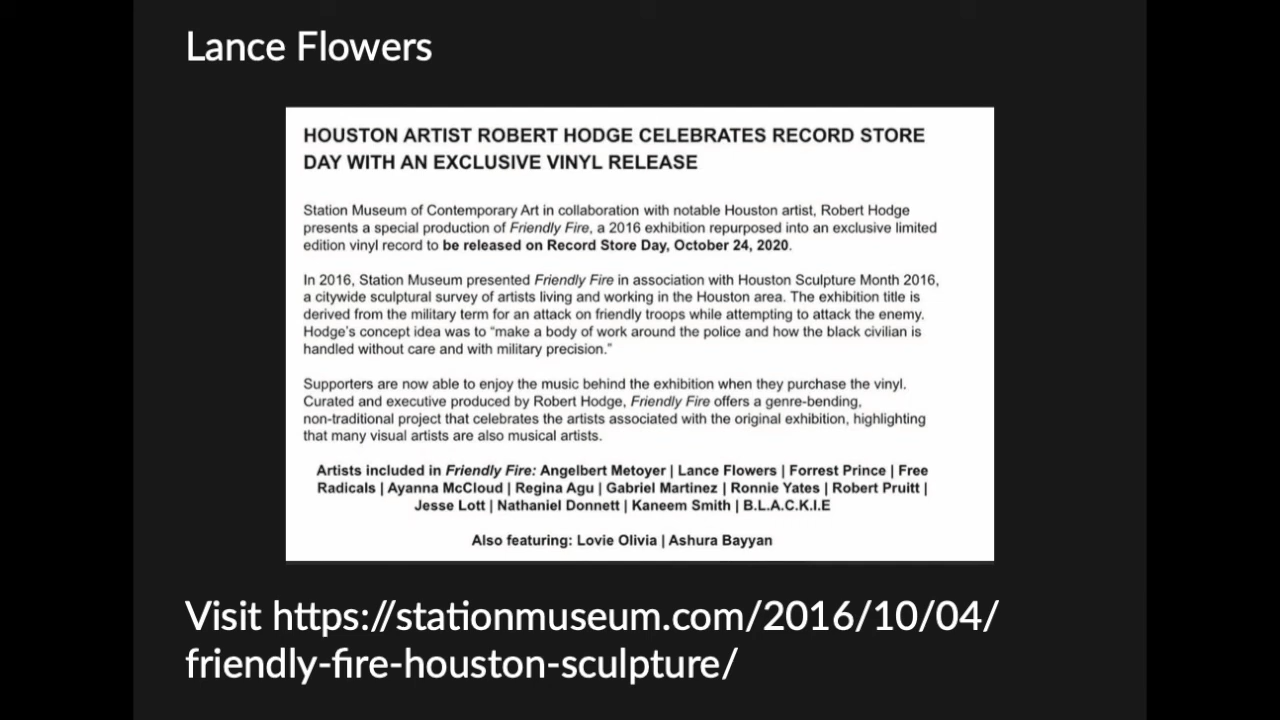 Lance Flowers
HOUSTON ARTIST ROBERT HODGE CELEBRATES RECORD STORE
DAY WITH AN EXCLUSIVE VINYL RELEASE
Station Museum of Contemporary Art in collaboration with notable Houston artist, Robert Hodge
presents a special production of Friendly Fire, a 2016 exhibition repurposed into an exclusive limited
edition vinyl record to be released on Record Store Day, October 24, 2020.
In 2016, Station Museum presented Friendly Fire in association with Houston Sculpture Month 2016,
a citywide sculptural survey of artists living and working in the Houston area. The exhibition title is
derived from the military term for an attack on friendly troops while attempting to attack the enemy.
Hodge's concept idea was to "make a body of work around the police and how the black civilian is
handled without care and with military precision."
Supporters are now able to enjoy the music behind the exhibition when they purchase the vinyl.
Curated and executive produced by Robert Hodge, Friendly Fire offers a genre-bending,
non-traditional project that celebrates the artists associated with the original exhibition, highlighting
that many visual artists are also musical artists.
Artists included in Friendly Fire: Angelbert Metoyer | Lance Flowers | Forrest Prince | Free
Radicals | Ayanna McCloud | Regina Agu | Gabriel Martinez | Ronnie Yates | Robert Pruitt |
Jesse Lott | Nathaniel Donnett | Kaneem Smith | B.L.A.C.K.I.E
Also featuring: Lovie Olivia | Ashura Bayyan
Visit https://stationmuseum.com/2016/10/04/
friendly-fire-houston-sculpture/